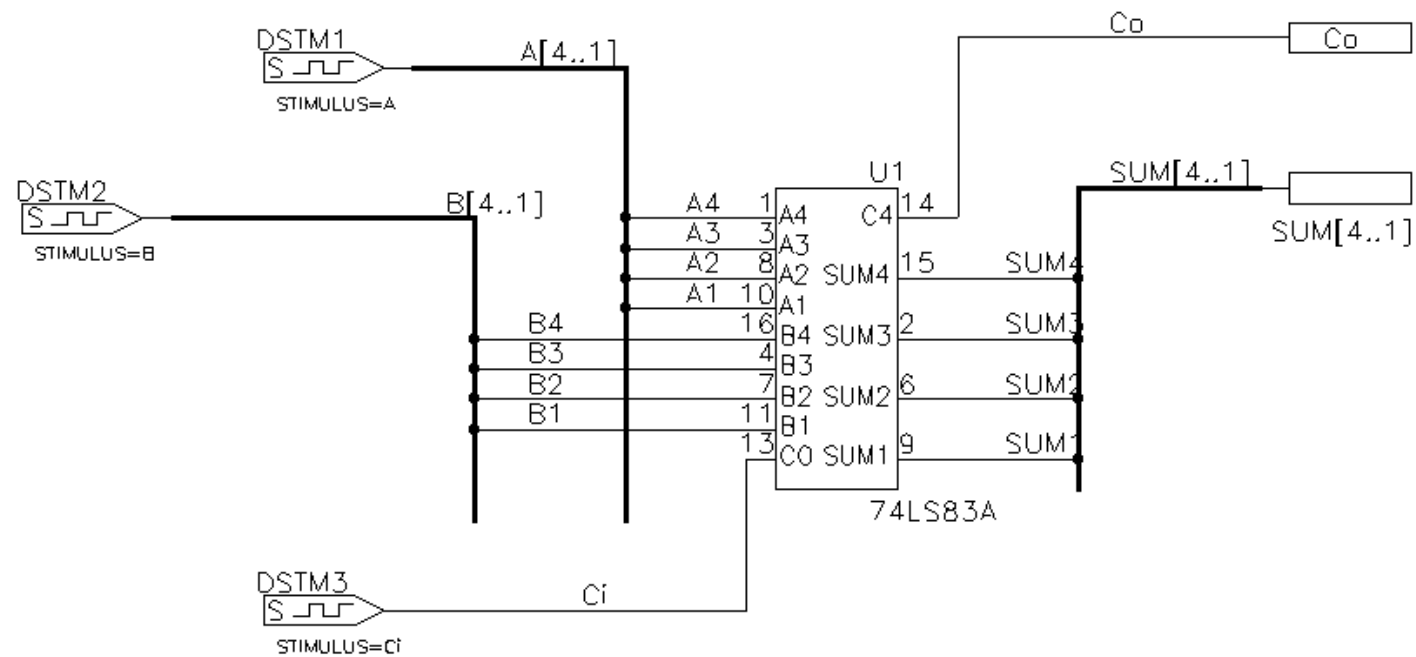 DSTM1
S
STIMULUS=A
A[4..1]
Co
Co
DSTM2
S
STIMULUS=B
B[4..1]
U1
SUM[4..1]
SUM[4..1]
A4 1 A4 C4 14
A3 3 A3
A2 8 A2 SUM4 15 SUM4
A1 10 A1
B4 16 B4 SUM3 2 SUM3
B3 4 B3
B2 7 B2 SUM2 6 SUM2
B1 11 B1
13 C0 SUM1 9 SUM1
74LS83A
DSTM3
S
STIMULUS=Ci
Ci